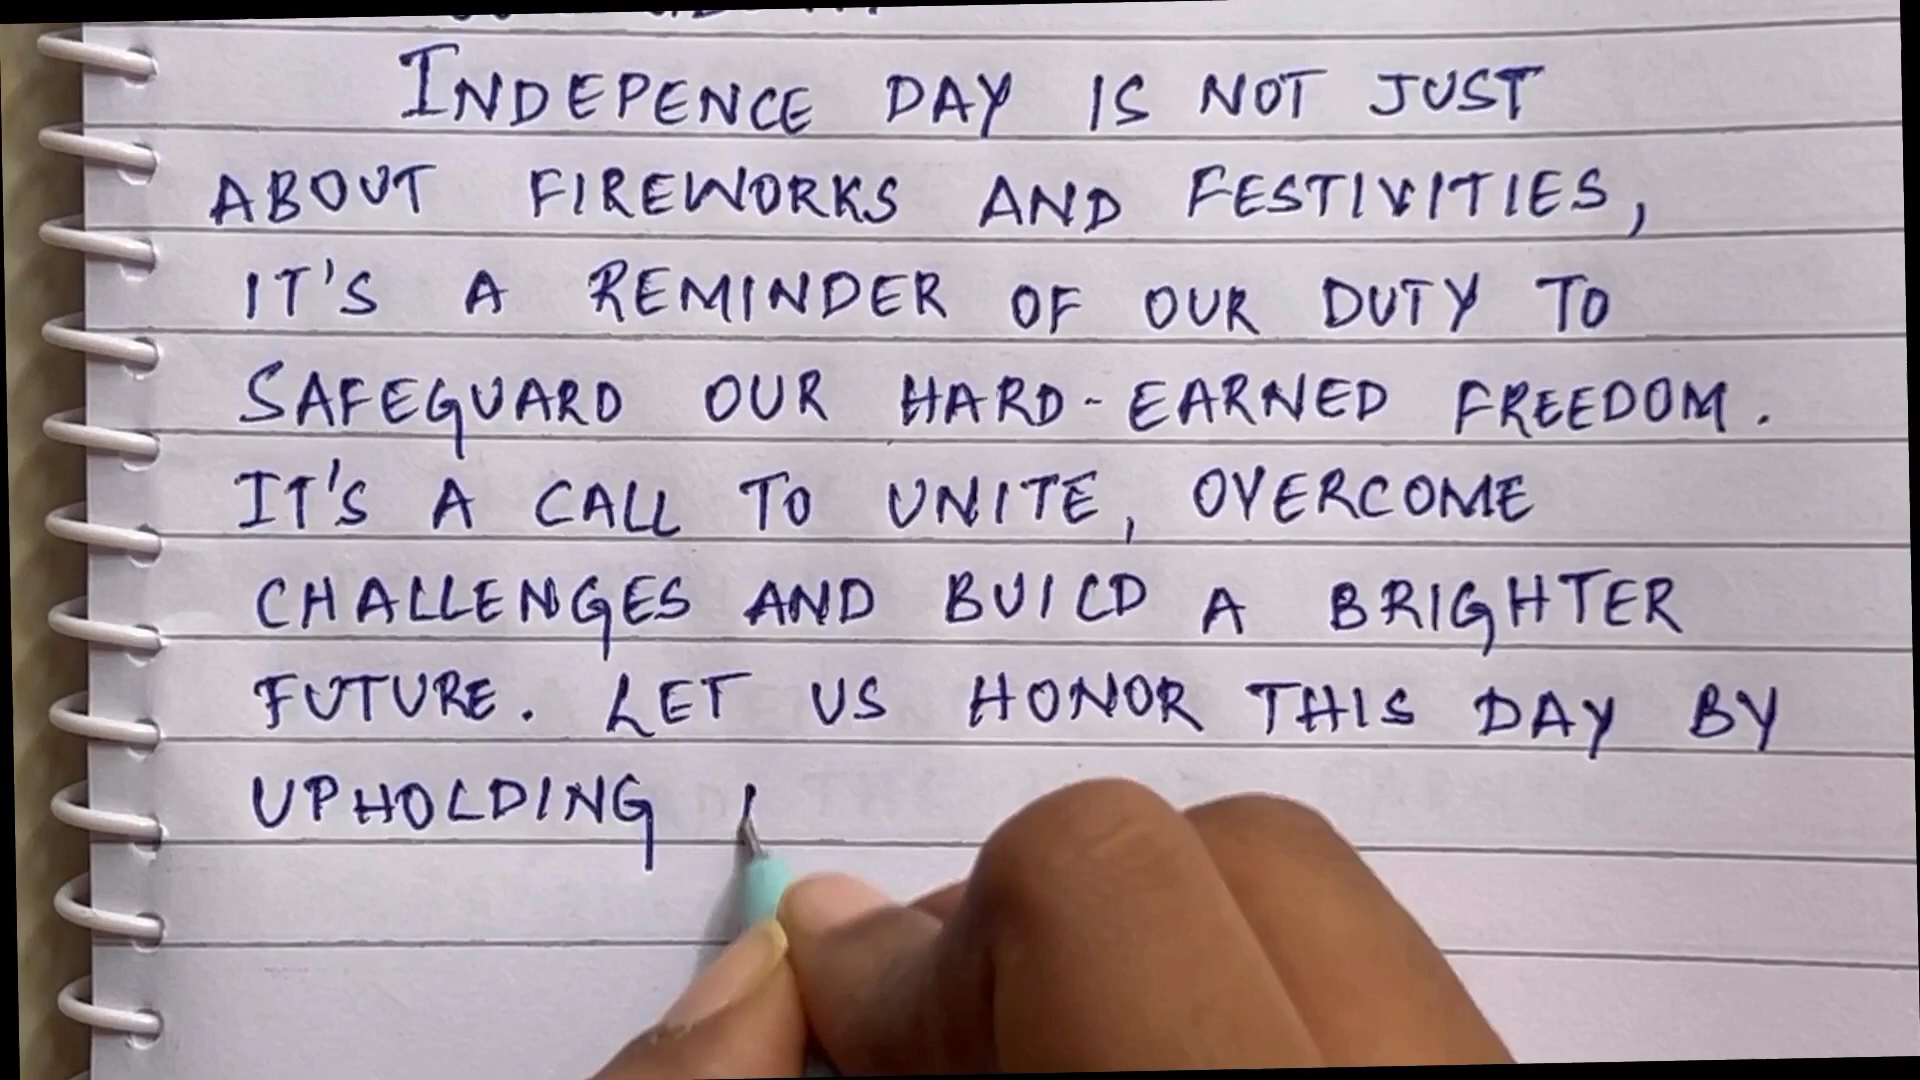 INDEPENCE DAY IS NOT JUST
ABOUT FIREWORKS AND FESTIVITIES,
IT'S A REMINDER OF OUR DUTY TO
SAFEGUARD OUR HARD-EARNED FREEDOM.
IT'S A CALL TO UNITE, OVERCOME
CHALLENGES AND BUILD A BRIGHTER
FUTURE. LET US HONOR THIS DAY BY
UPHOLDING